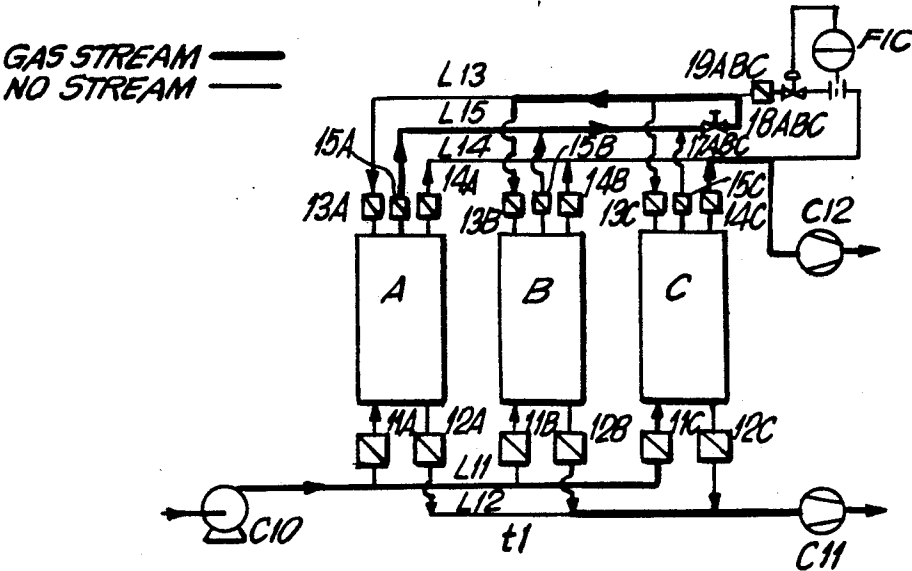 GAS STREAM
NO STREAM
FIC
19ABC
18ABC
L13
L15
17ABC
L14
15A
15B
15C
14A
14B
14C
13A
13B
13C
C12
A
B
C
11A
12A
11B
12B
11C
12C
L11
L12
C10
t1
C11